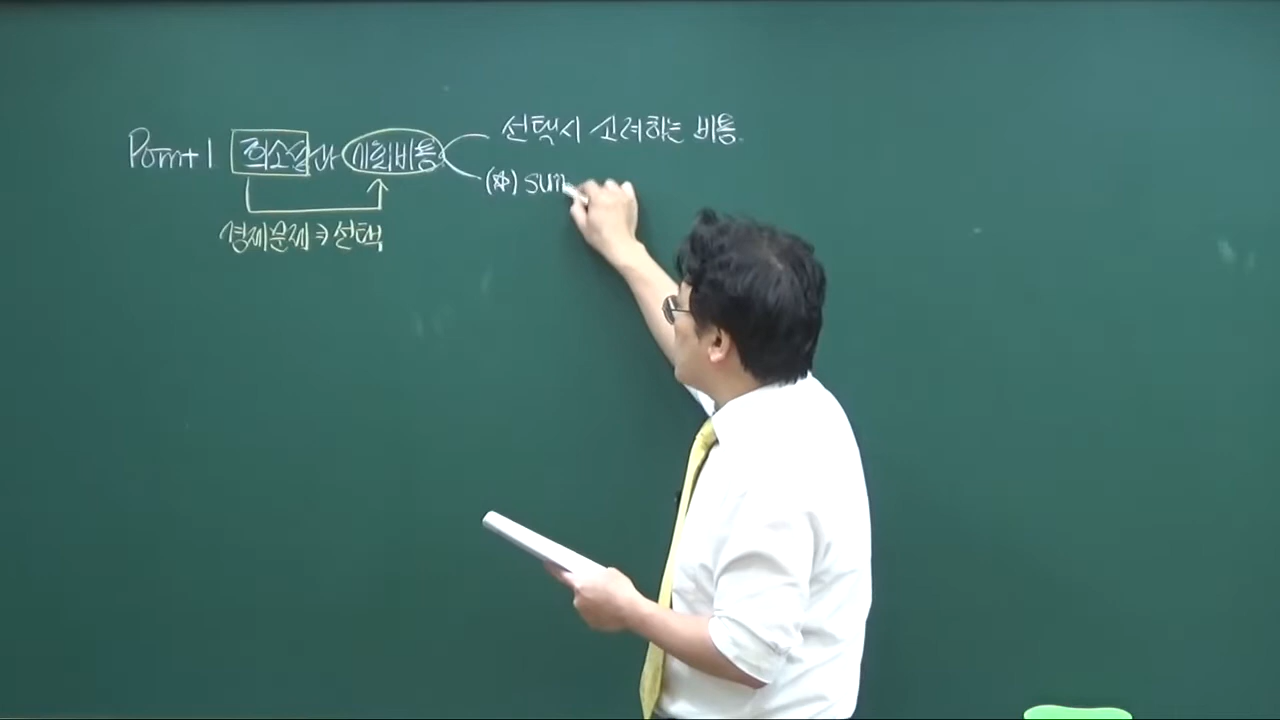 Point 1 희소성과 기회비용
선택시 고려하는 비용
(☆) sun
경제문제 → 선택